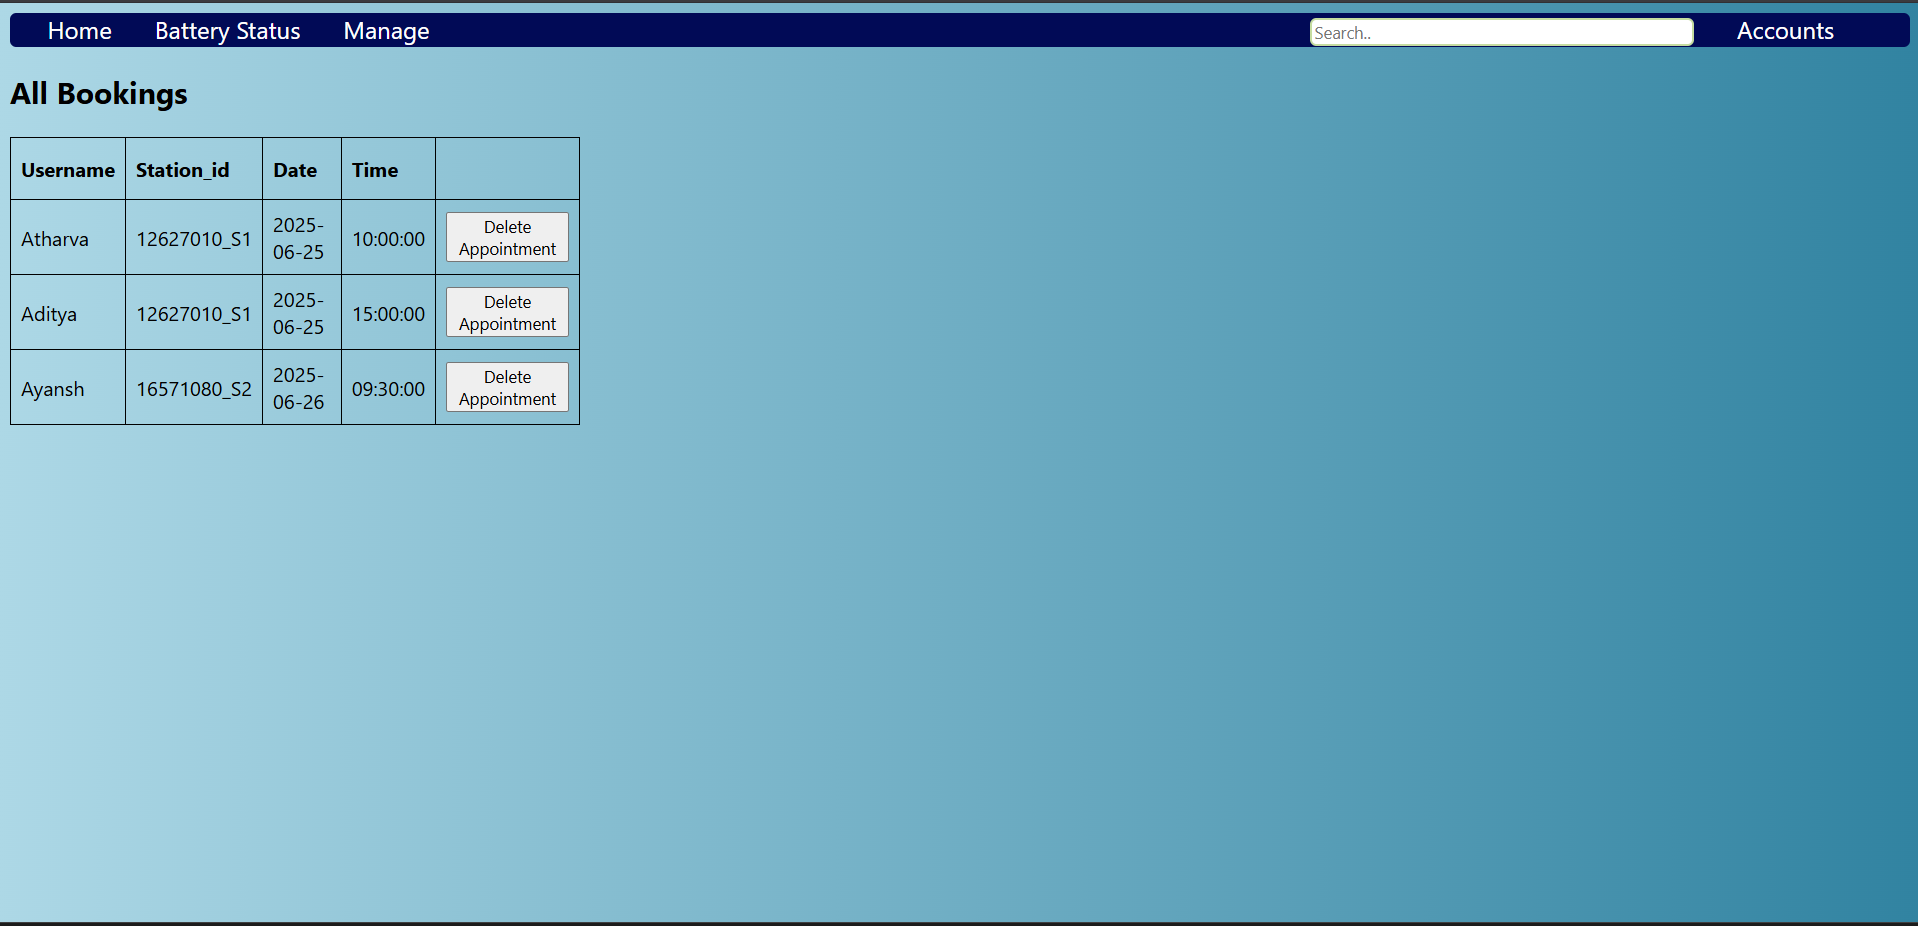 Home Battery Status Manage Search.. Accounts
All Bookings
Username Station_id Date Time
Atharva 12627010_S1 2025-06-25 10:00:00 Delete Appointment
Aditya 12627010_S1 2025-06-25 15:00:00 Delete Appointment
Ayansh 16571080_S2 2025-06-26 09:30:00 Delete Appointment